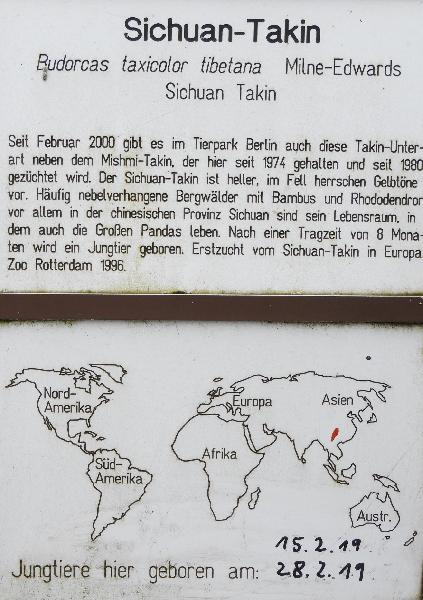 Sichuan-Takin
Budorcas taxicolor tibetana Milne-Edwards
Sichuan Takin
Seit Februar 2000 gibt es im Tierpark Berlin auch diese Takin-Unter-
art neben dem Mishmi-Takin, der hier seit 1974 gehalten und seit 1980
gezüchtet wird. Der Sichuan-Takin ist heller, im Fell herrschen Gelbtöne
vor. Häufig nebelverhangene Bergwälder mit Bambus und Rhododendron
vor allem in der chinesischen Provinz Sichuan sind sein Lebensraum, in
dem auch die Großen Pandas leben. Nach einer Tragzeit von 8 Mona-
ten wird ein Jungtier geboren. Erstzucht vom Sichuan-Takin in Europa
Zoo Rotterdam 1996.
Nord-
Amerika
Europa
Asien
Afrika
Süd-
Amerika
Austr.
15.2.19
Jungtiere hier geboren am: 28.2.19